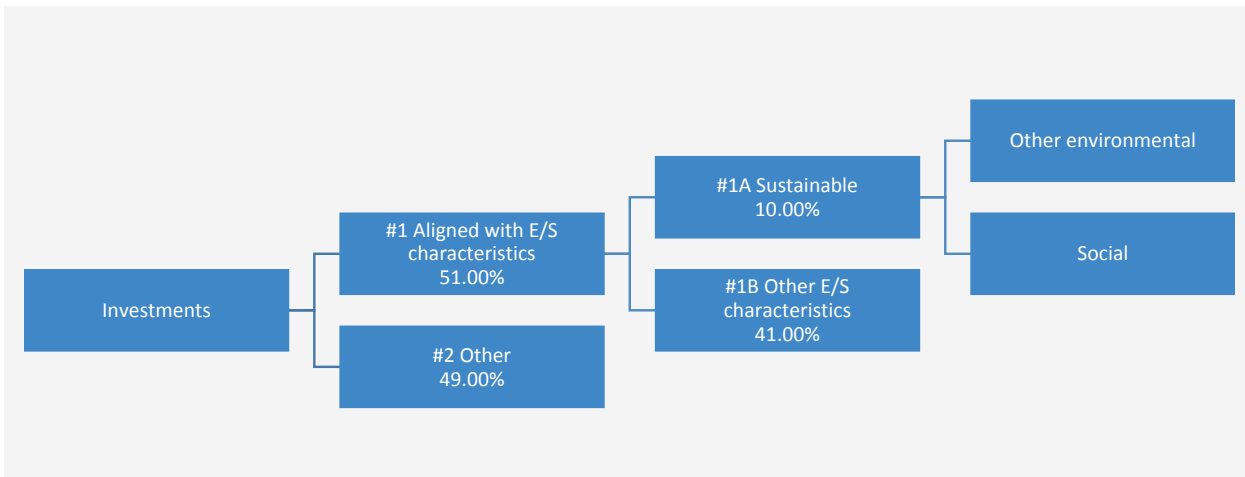 Investments
#1 Aligned with E/S
characteristics
51.00%
#2 Other
49.00%
#1A Sustainable
10.00%
#1B Other E/S
characteristics
41.00%
Other environmental
Social